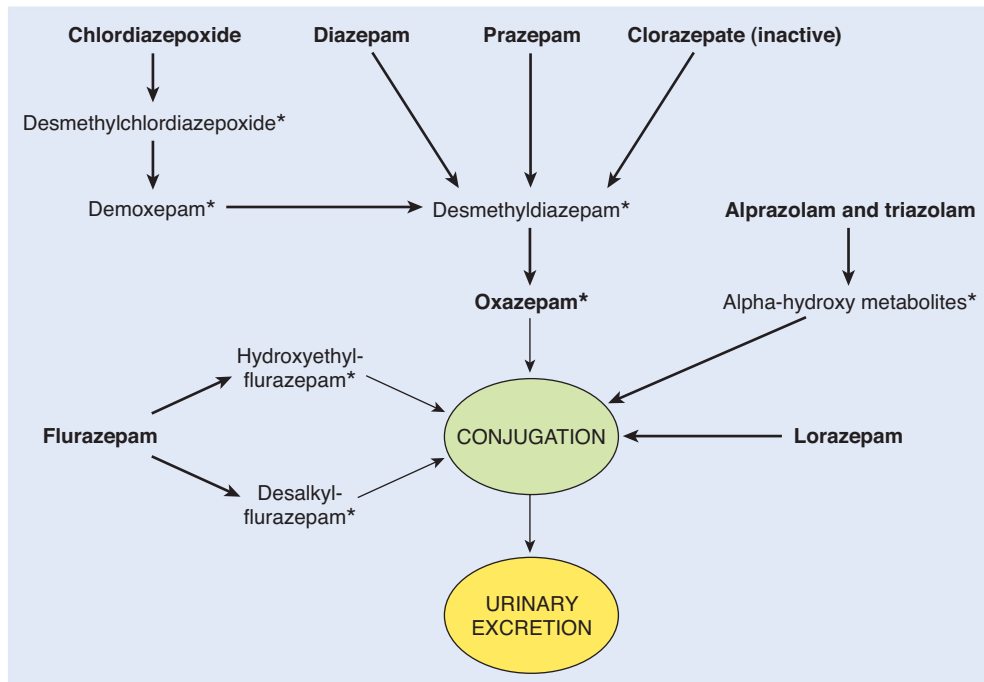 Chlordiazepoxide
Diazepam
Prazepam
Clorazepate (inactive)
Desmethylchlordiazepoxide*
Demoxepam*
Desmethyldiazepam*
Alprazolam and triazolam
Oxazepam*
Alpha-hydroxy metabolites*
Hydroxyethyl-
flurazepam*
Flurazepam
CONJUGATION
Lorazepam
Desalkyl-
flurazepam*
URINARY
EXCRETION